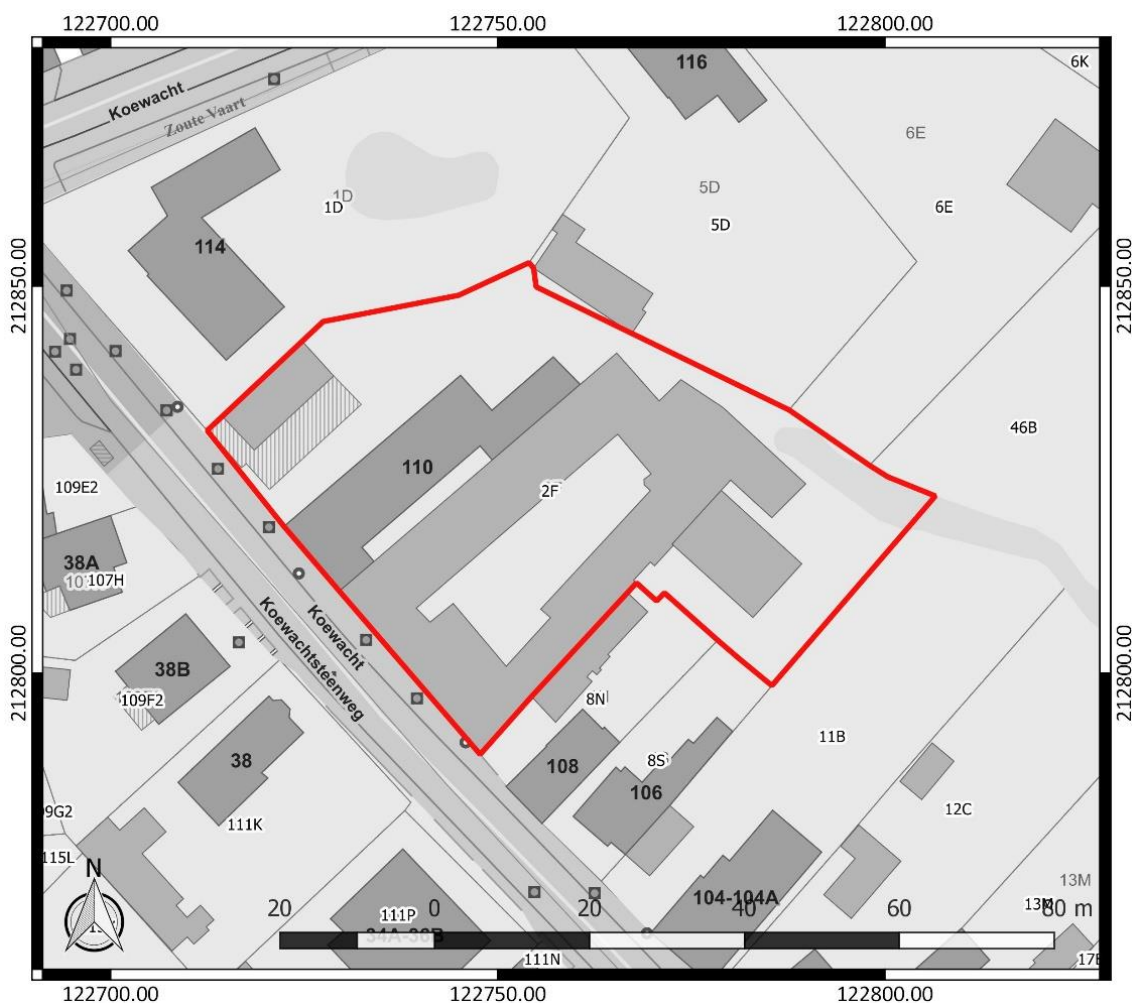 122700.00
122750.00
122800.00
6K
116
Koewacht
Zoute Vaart
6E
1D
1D
5D
5D
6E
114
212850.00
212850.00
46B
110
2F
109E2
38A
107H
Koewacht
Koewachtsteenweg
38B
109F2
212800.00
212800.00
8N
38
108
8S
106
11B
111K
12C
115L
N
13M
104-104A
13M
20
0
20
40
60
80 m
111P
34A-36B
111N
122700.00
122750.00
122800.00